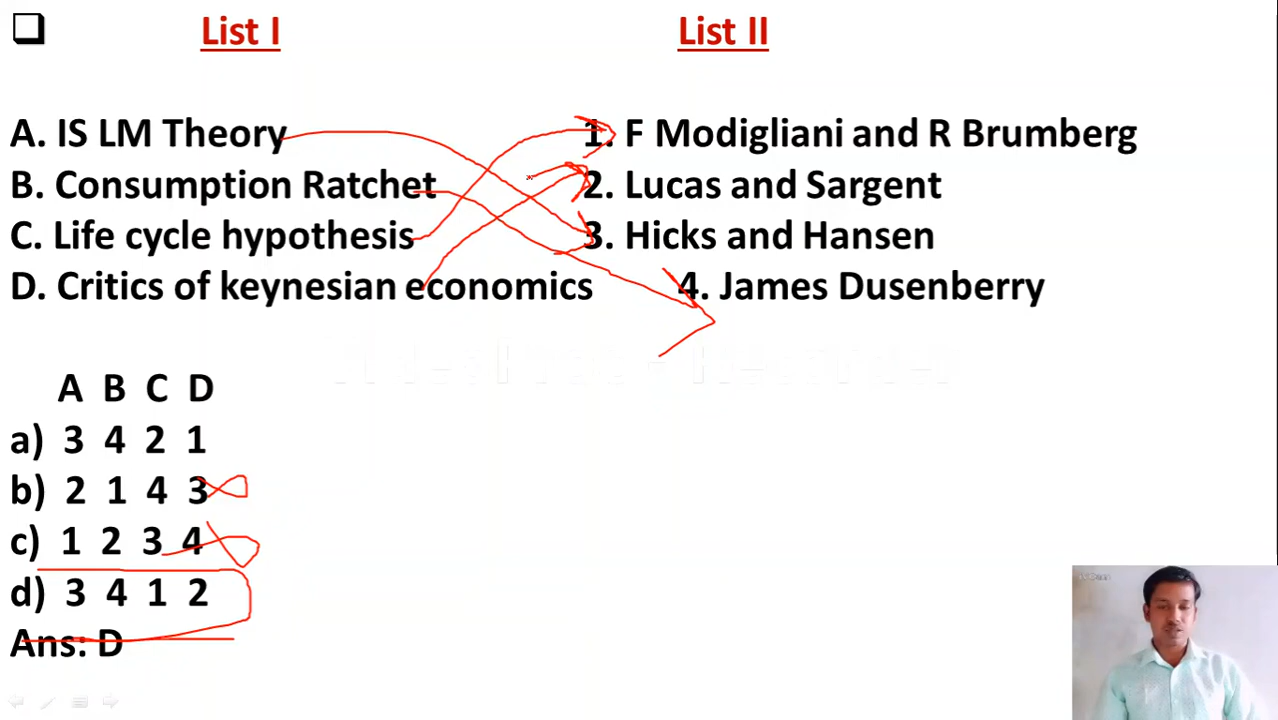 List I List II
A. IS LM Theory 1. F Modigliani and R Brumberg
B. Consumption Ratchet 2. Lucas and Sargent
C. Life cycle hypothesis 3. Hicks and Hansen
D. Critics of keynesian economics 4. James Dusenberry
A B C D
a) 3 4 2 1
b) 2 1 4 3
c) 1 2 3 4
d) 3 4 1 2
Ans: D